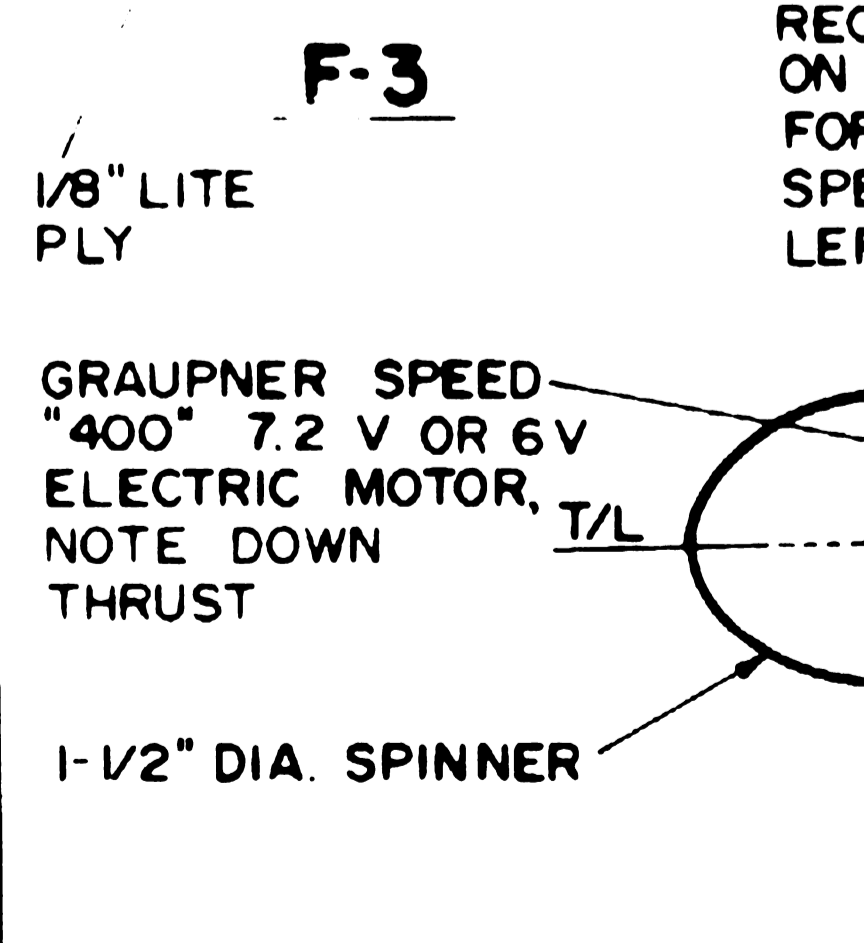 F-3
1/8" LITE
PLY
ON
GRAUPNER SPEED
"400" 7.2 V OR 6V
ELECTRIC MOTOR,
NOTE DOWN
THRUST
T/L
1-1/2" DIA. SPINNER